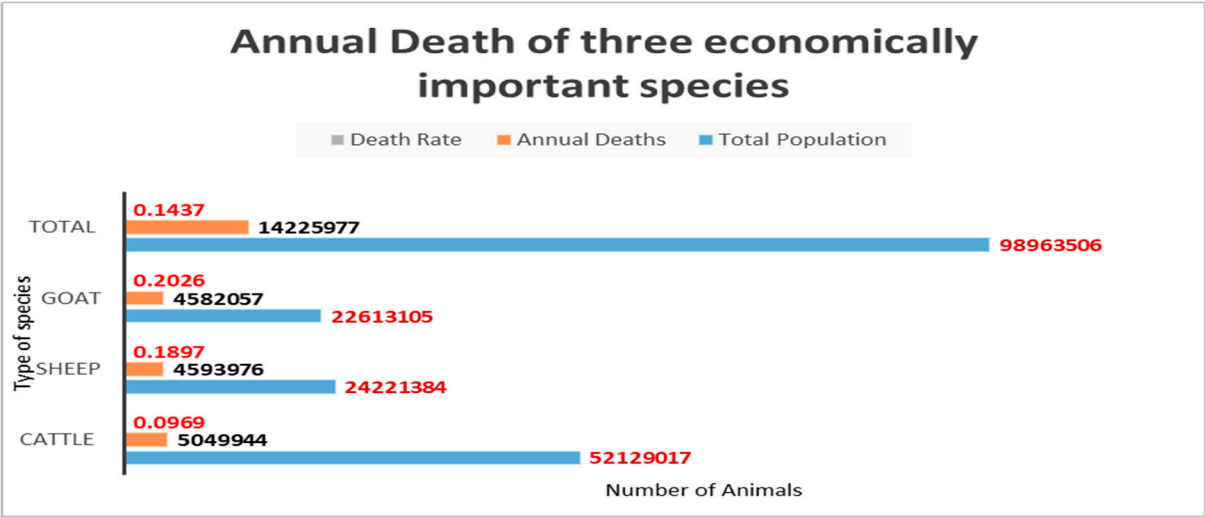 Annual Death of three economically
important species
Death Rate Annual Deaths Total Population
0.1437
TOTAL 14225977
98963506
0.2026
GOAT 4582057
22613105
0.1897
SHEEP 4593976
24221384
0.0969
CATTLE 5049944
52129017
Type of species
Number of Animals